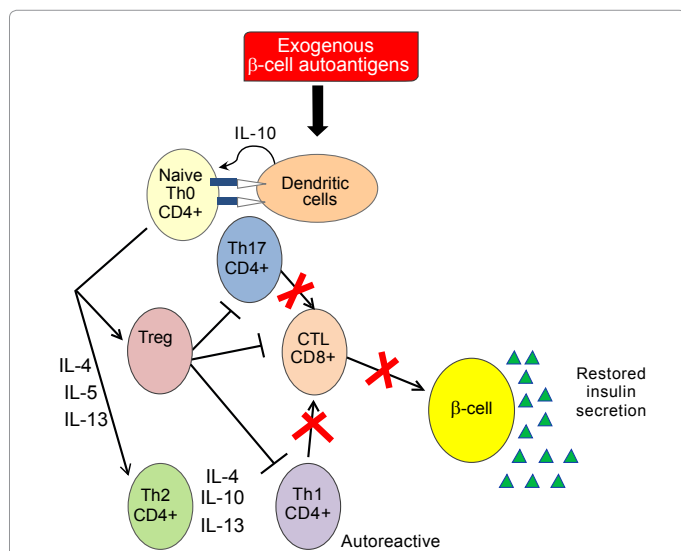 Exogenous
β-cell autoantigens
IL-10
Naive
Th0
CD4+
Dendritic
cells
Th17
CD4+
Treg
CTL
CD8+
IL-4
IL-5
IL-13
β-cell
Restored
insulin
secretion
Th2
CD4+
IL-4
IL-10
IL-13
Th1
CD4+
Autoreactive